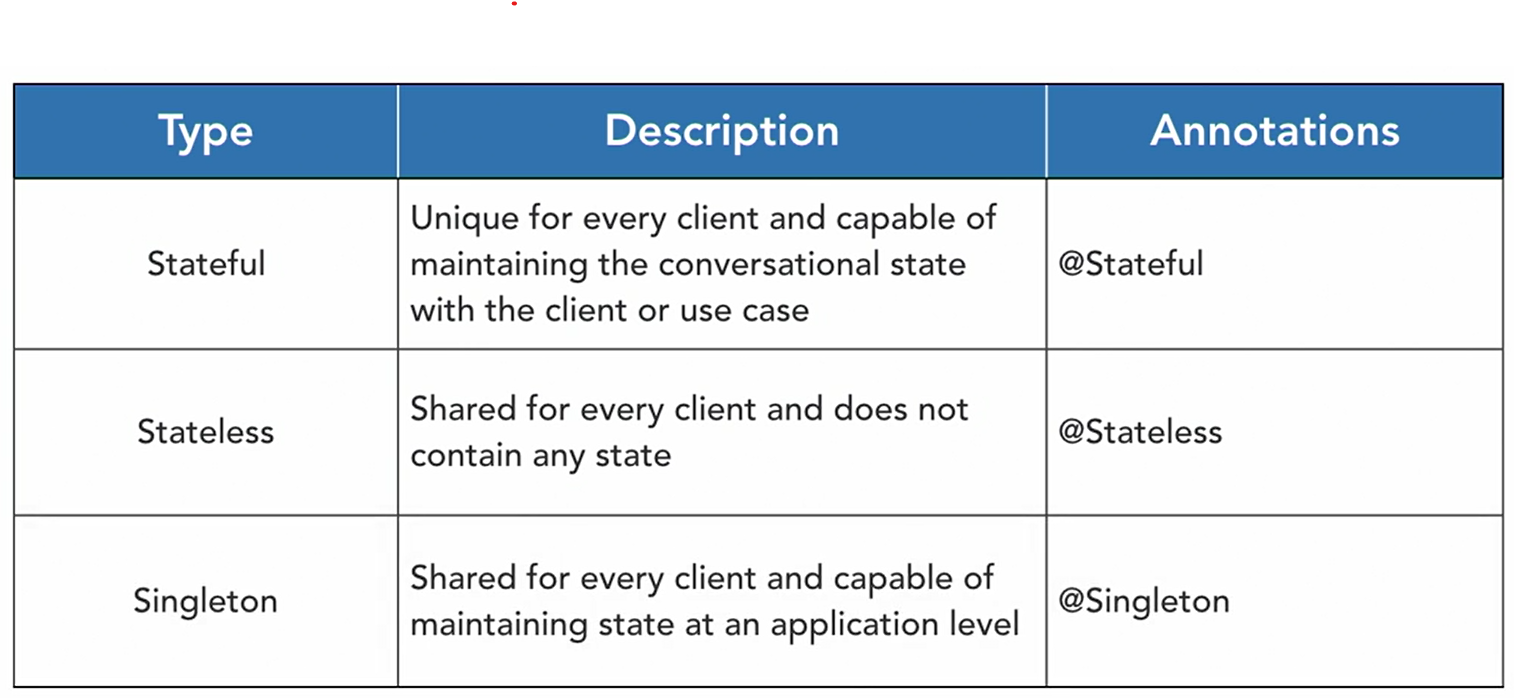 Type Description Annotations
Stateful
Unique for every client and capable of
maintaining the conversational state
with the client or use case
@Stateful
Stateless
Shared for every client and does not
contain any state
@Stateless
Singleton
Shared for every client and capable of
maintaining state at an application level
@Singleton